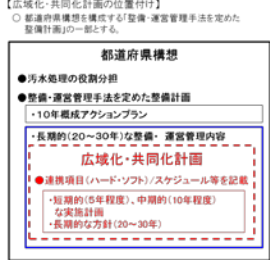 【広域化・共同化計画の位置付け】
○ 都道府県構想を構成する「整備・運営管理手法を定めた
整備計画」の一部とする。
都道府県構想
●汚水処理の役割分担
●整備・運営管理手法を定めた整備計画
・10年概成アクションプラン
・長期的(20～30年)な整備・ 運営管理内容
広域化・共同化計画
●連携項目(ハード・ソフト)/スケジュール等を記載
・短期的(5年程度)、中期的(10年程度)
な実施計画
・長期的な方針(20～30年)